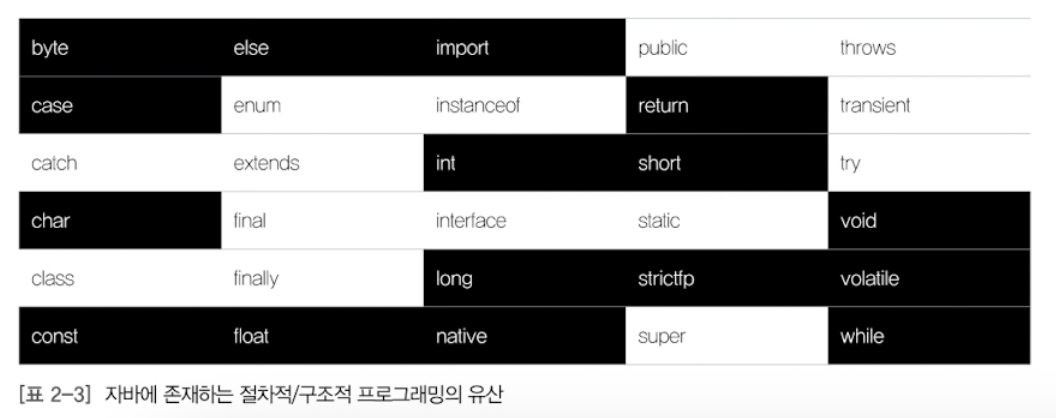 byte else import public throws
case enum instanceof return transient
catch extends int short try
char final interface static void
class finally long strictfp volatile
const float native super while
[표 2-3] 자바에 존재하는 절차적/구조적 프로그래밍의 유산